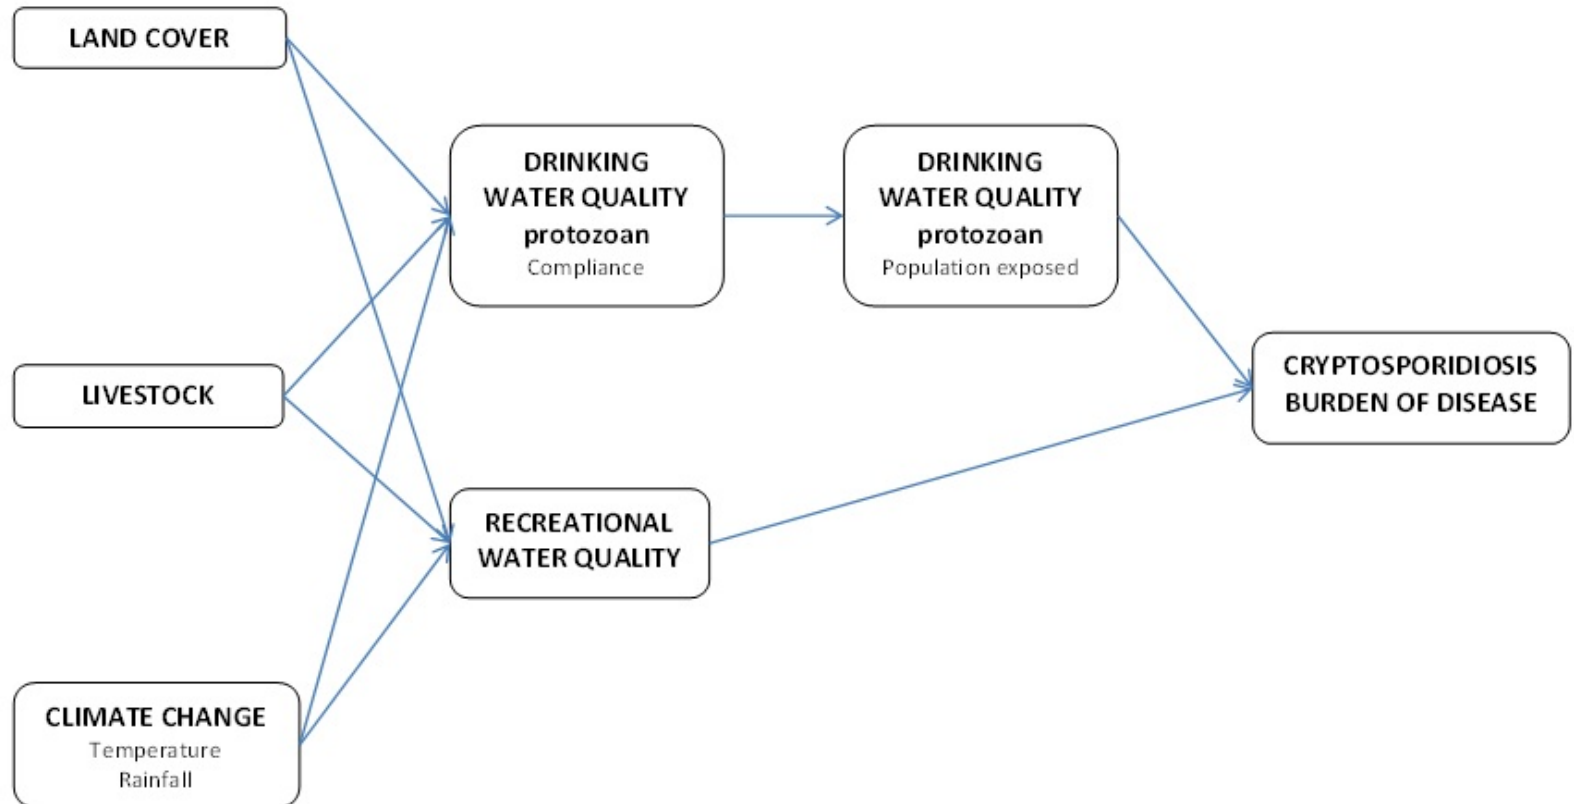 LAND COVER
DRINKING
WATER QUALITY
protozoan
Compliance
DRINKING
WATER QUALITY
protozoan
Population exposed
LIVESTOCK
CRYPTOSPORIDIOSIS
BURDEN OF DISEASE
RECREATIONAL
WATER QUALITY
CLIMATE CHANGE
Temperature
Rainfall